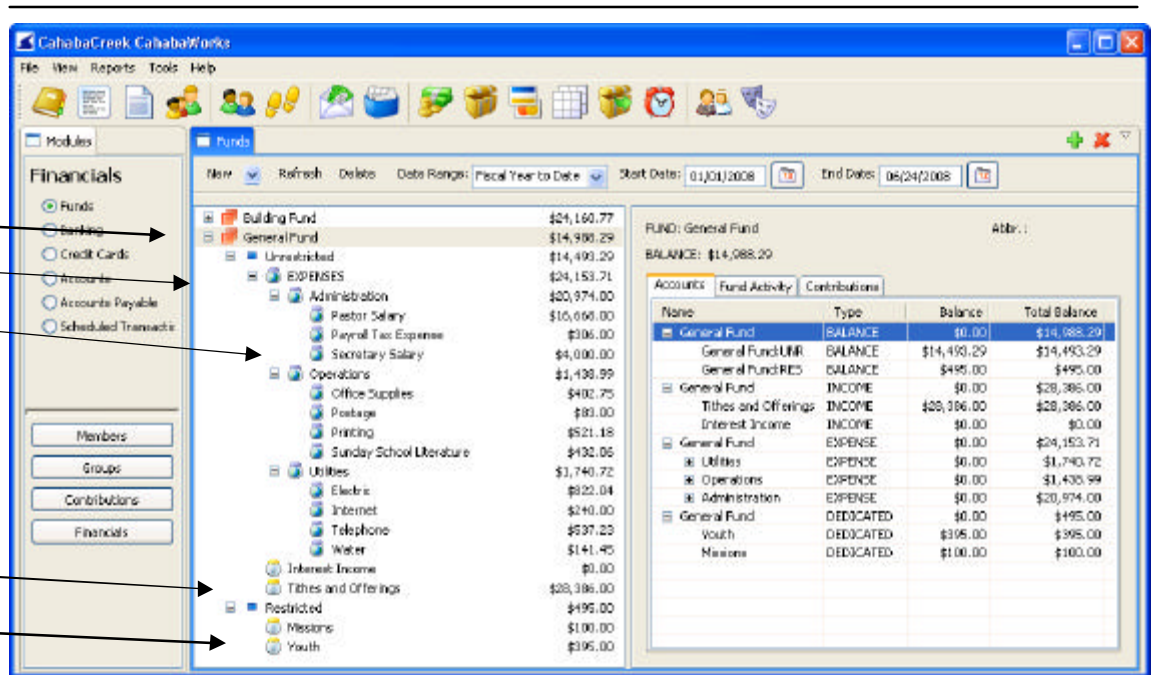 CahabaCreek CahabaWorks
File View Reports Tools Help
Modules
Funds
Financials
New Refresh Delete Date Range: Fiscal Year to Date Start Date: 01/01/2008 End Date: 06/24/2008
Funds
Banking
Credit Cards
Accounts
Accounts Payable
Scheduled Transactic
Members
Groups
Contributions
Financials
Building Fund $24,160.77
General Fund $14,988.29
Unrestricted $14,493.29
EXPENSES $24,153.71
Administration $20,974.00
Pastor Salary $16,668.00
Payroll Tax Expense $306.00
Secretary Salary $4,000.00
Operations $1,438.99
Office Supplies $402.75
Postage $83.00
Printing $521.18
Sunday School Literature $432.06
Utilities $1,740.72
Electric $822.04
Internet $240.00
Telephone $537.23
Water $141.45
Interest Income $0.00
Tithes and Offerings $28,386.00
Restricted $495.00
Missions $100.00
Youth $395.00
FUND: General Fund Abbr.:
BALANCE: $14,988.29
Accounts Fund Activity Contributions
Name Type Balance Total Balance
General Fund BALANCE $0.00 $14,988.29
General Fund:UNR BALANCE $14,493.29 $14,493.29
General Fund:RES BALANCE $495.00 $495.00
General Fund INCOME $0.00 $28,386.00
Tithes and Offerings INCOME $28,386.00 $28,386.00
Interest Income INCOME $0.00 $0.00
General Fund EXPENSE $0.00 $24,153.71
Utilities EXPENSE $0.00 $1,740.72
Operations EXPENSE $0.00 $1,438.99
Administration EXPENSE $0.00 $20,974.00
General Fund DEDICATED $0.00 $495.00
Youth DEDICATED $395.00 $395.00
Missions DEDICATED $100.00 $100.00